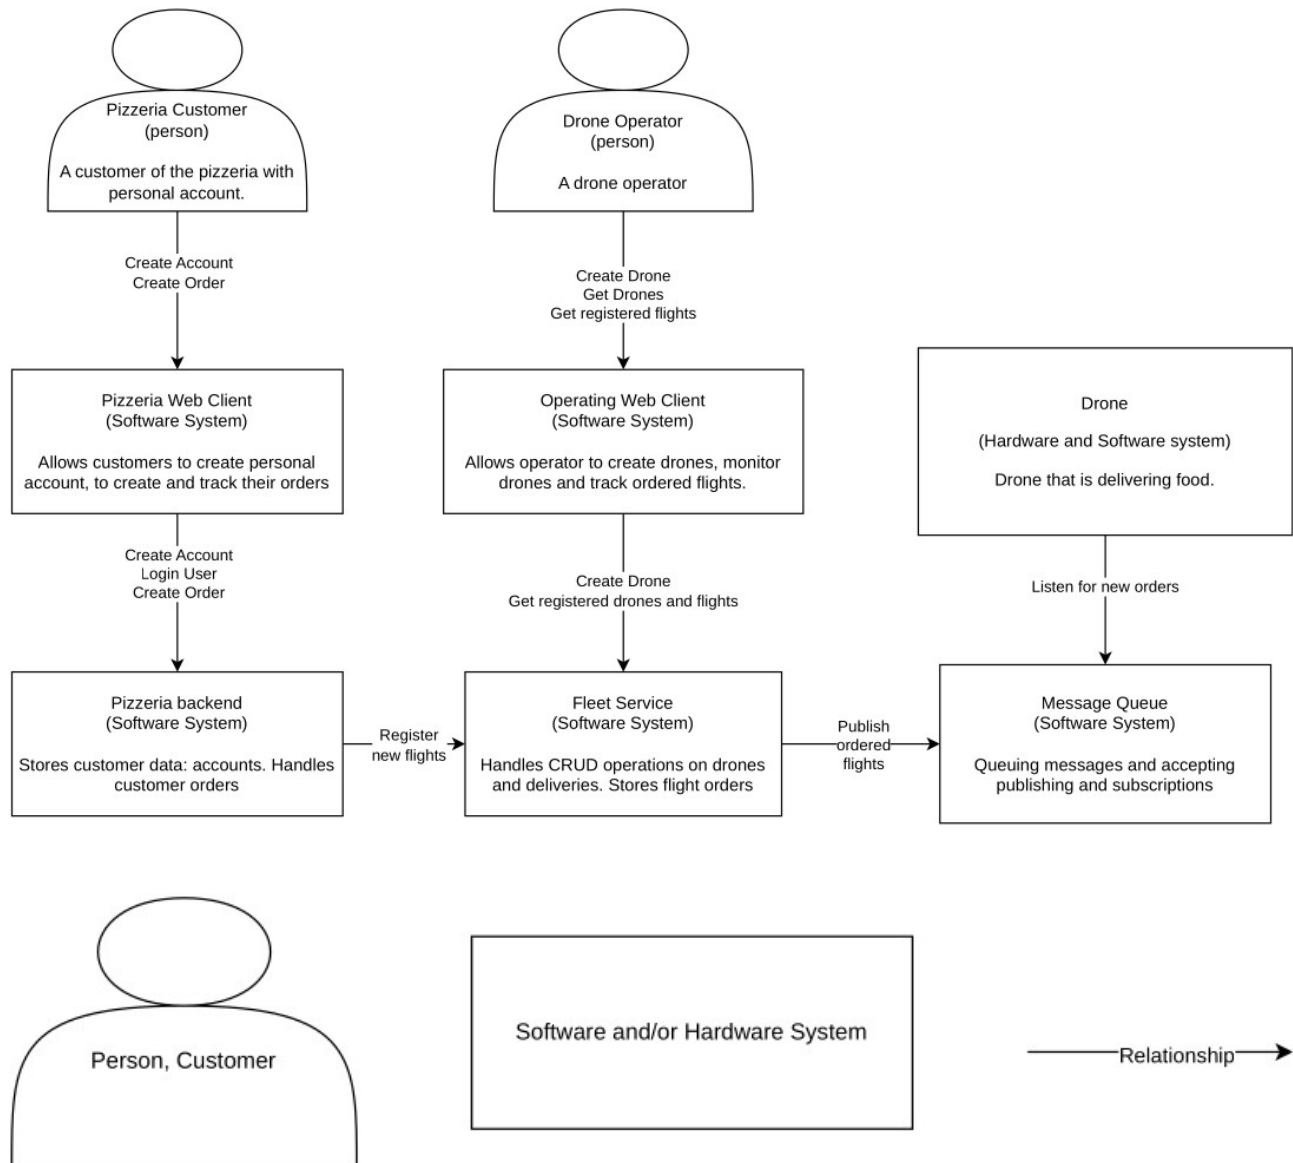 Pizzeria Customer
(person)
A customer of the pizzeria with
personal account.
Drone Operator
(person)
A drone operator
Create Account
Create Order
Create Drone
Get Drones
Get registered flights
Pizzeria Web Client
(Software System)
Allows customers to create personal
account, to create and track their orders
Operating Web Client
(Software System)
Allows operator to create drones, monitor
drones and track ordered flights.
Drone
(Hardware and Software system)
Drone that is delivering food.
Create Account
Login User
Create Order
Create Drone
Get registered drones and flights
Listen for new orders
Pizzeria backend
(Software System)
Stores customer data: accounts. Handles
customer orders
Register
new flights
Fleet Service
(Software System)
Handles CRUD operations on drones
and deliveries. Stores flight orders
Publish
ordered
flights
Message Queue
(Software System)
Queuing messages and accepting
publishing and subscriptions
Person, Customer
Software and/or Hardware System
Relationship